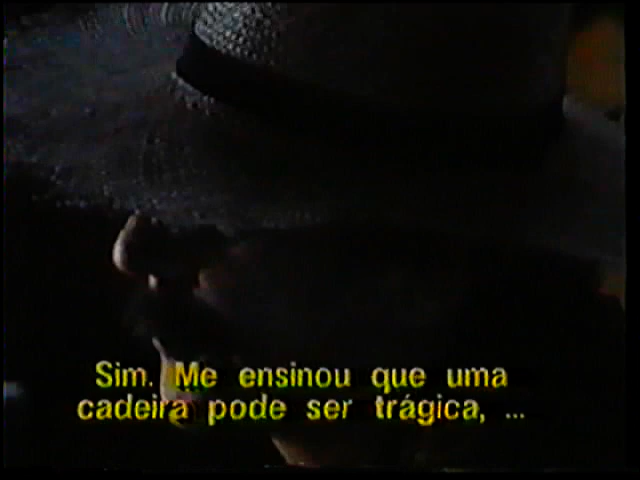 Sim. Me ensinou que uma
cadeira pode ser trágica, ...